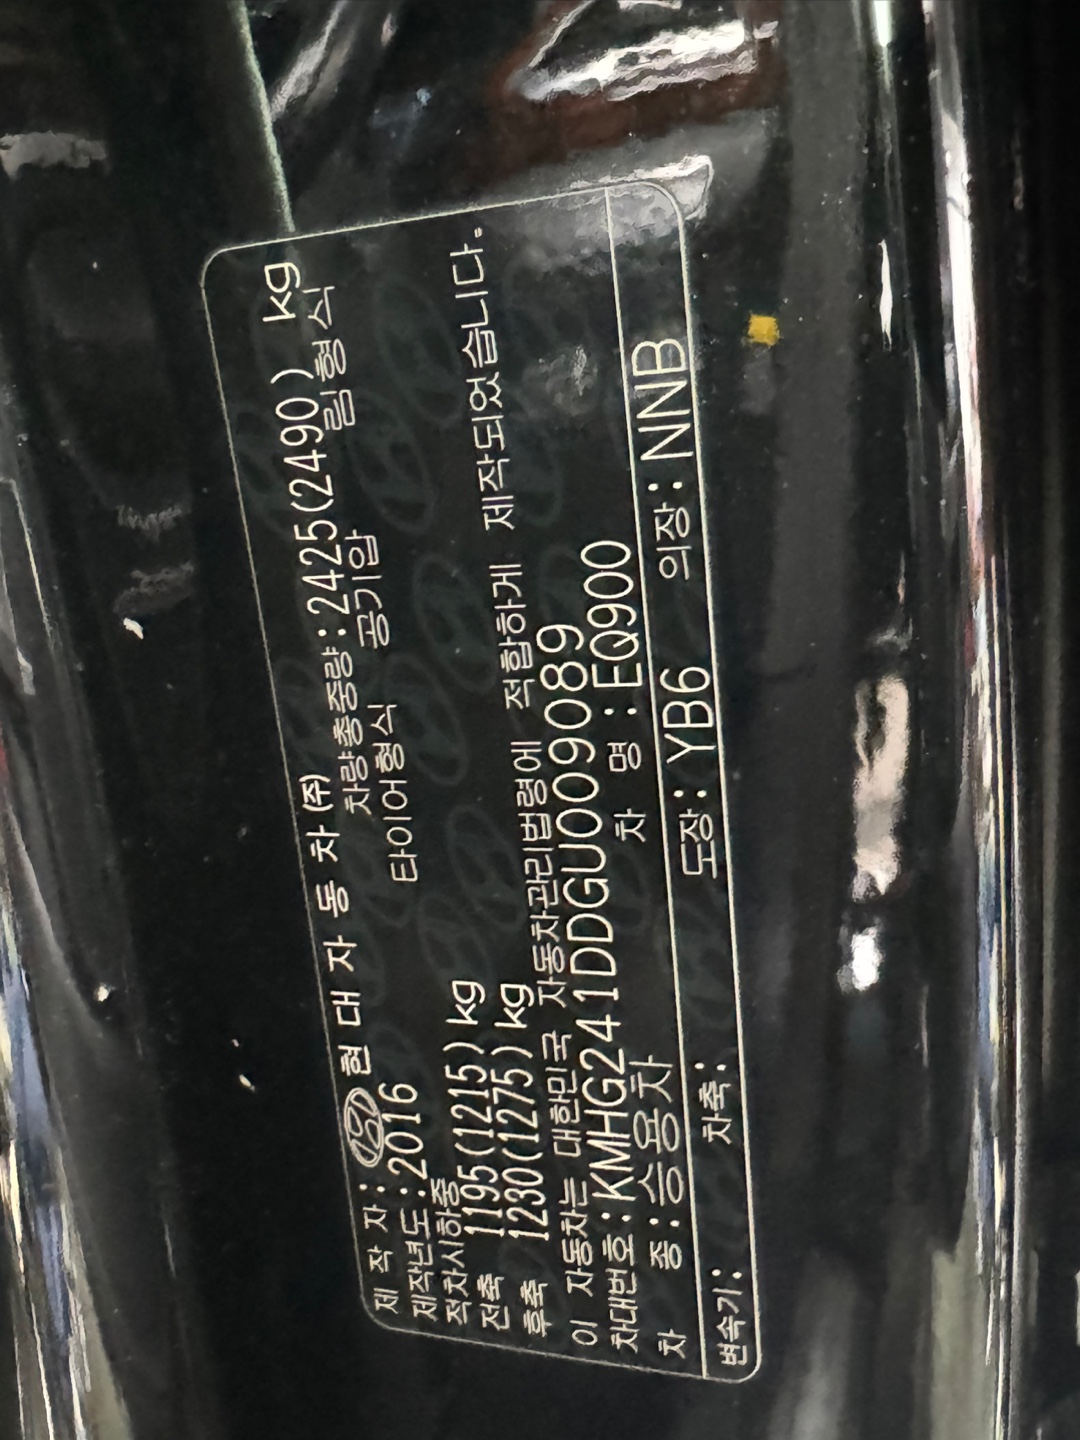 제 작 자 : 현 대 자 동 차 (주)
제작년도 : 2016 차량총중량 : 2425(2490) kg
적차시하중 타이어형식 공기압 림형식
전축 1195(1215) kg
후축 1230(1275) kg
이 자동차는 대한민국 자동차관리법령에 적합하게 제작되었습니다.
차대번호 : KMHG241DDGU009089
차 종 : 승용차 차 명 : EQ900
변속기 : 차축 : 도장 : YB6 의장 : NNB